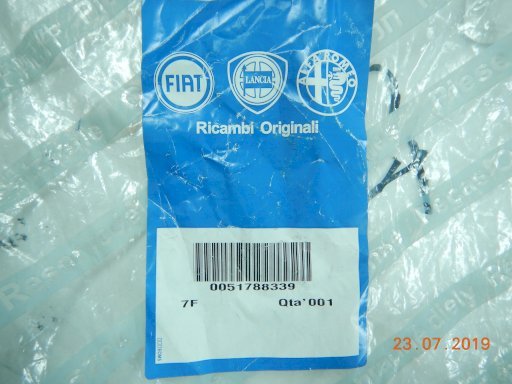 FIAT
LANCIA
ALFA ROMEO
Ricambi Originali
0051788339
7F Qta'001
23.07.2019